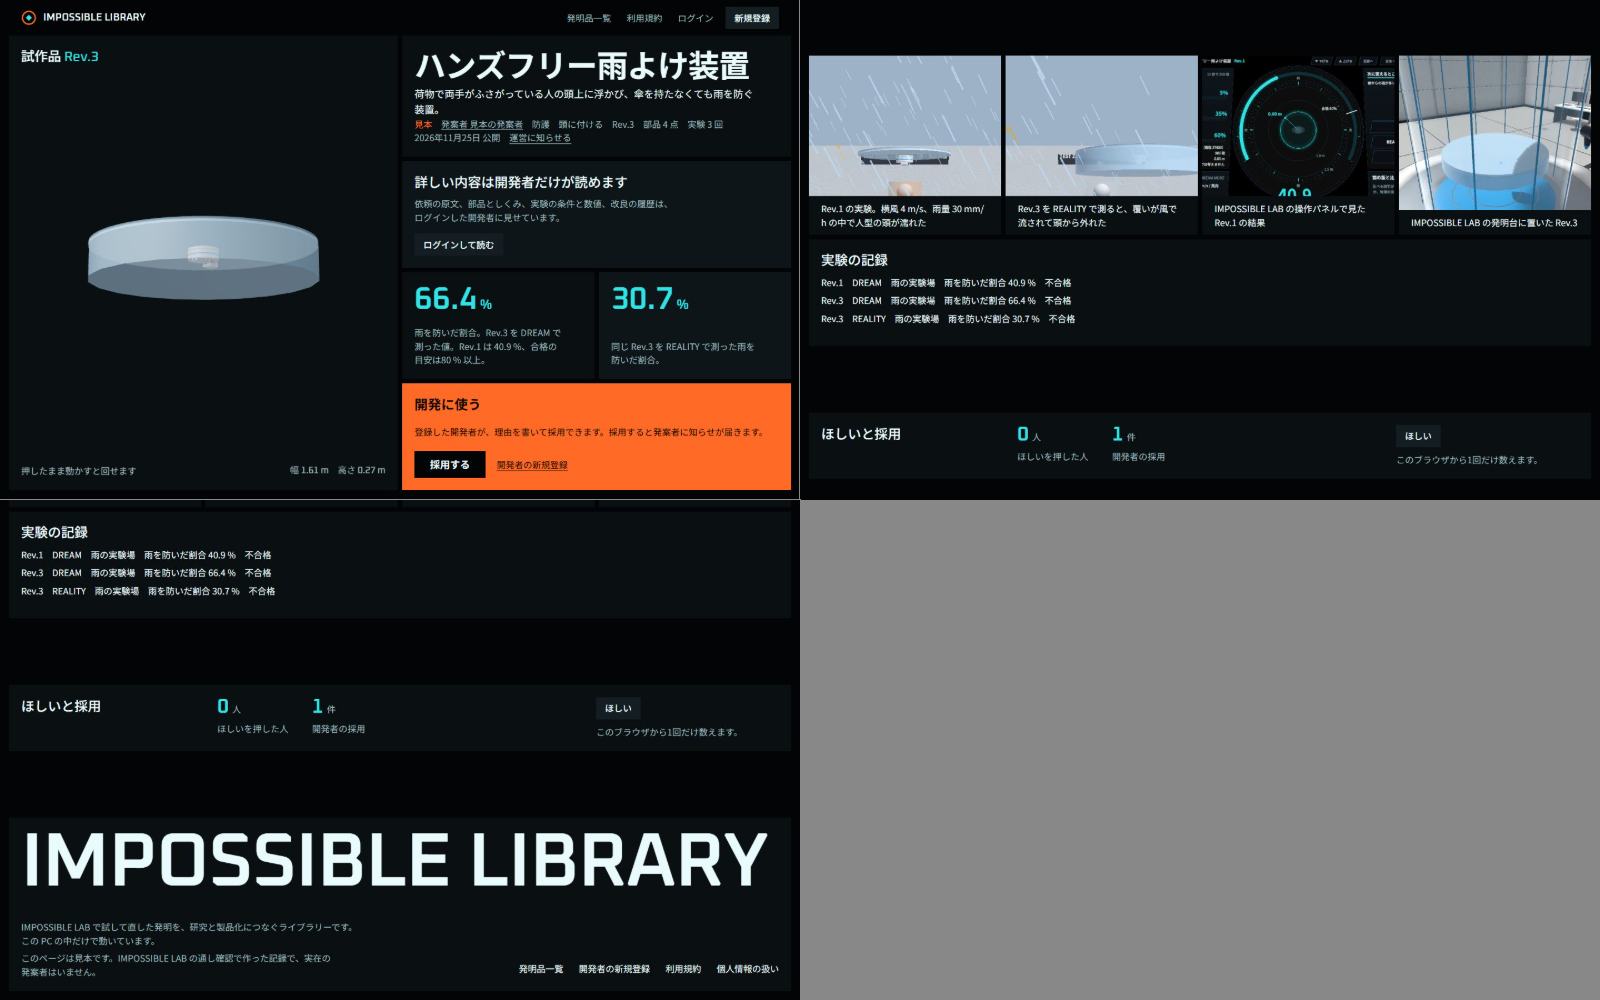 IMPOSSIBLE LIBRARY
発明品一覧 利用規約 ログイン 新規登録
試作品 Rev.3
押したまま動かすと回せます
幅 1.61 m 高さ 0.27 m
ハンズフリー雨よけ装置
荷物で両手がふさがっている人の頭上に浮かび、傘を持たなくても雨を防ぐ
装置。
見本 発案者 見本の発案者 防護 頭に付ける Rev.3 部品 4 点 実験 3 回
2026年11月25日 公開 運営に知らせる
詳しい内容は開発者だけが読めます
依頼の原文、部品としくみ、実験の条件と数値、改良の履歴は、
ログインした開発者に見せています。
ログインして読む
66.4 %
雨を防いだ割合。Rev.3 を DREAM で
測った値。Rev.1 は 40.9 %、合格の
目安は80 % 以上。
30.7 %
同じ Rev.3 を REALITY で測った雨を
防いだ割合。
開発に使う
登録した開発者が、理由を書いて採用できます。採用すると発案者に知らせが届きます。
採用する 開発者の新規登録
Rev.1 の実験。横風 4 m/s、雨量 30 mm/
h の中で人型の頭が濡れた
Rev.3 を REALITY で測ると、覆いが風で
流されて頭から外れた
5%
35%
60%
40.9
IMPOSSIBLE LAB の操作パネルで見た
Rev.1 の結果
IMPOSSIBLE LAB の発明台に置いた Rev.3
実験の記録
Rev.1 DREAM 雨の実験場 雨を防いだ割合 40.9 % 不合格
Rev.3 DREAM 雨の実験場 雨を防いだ割合 66.4 % 不合格
Rev.3 REALITY 雨の実験場 雨を防いだ割合 30.7 % 不合格
ほしいと採用
0 人
ほしいを押した人
1 件
開発者の採用
ほしい
このブラウザから1回だけ数えます。
実験の記録
Rev.1 DREAM 雨の実験場 雨を防いだ割合 40.9 % 不合格
Rev.3 DREAM 雨の実験場 雨を防いだ割合 66.4 % 不合格
Rev.3 REALITY 雨の実験場 雨を防いだ割合 30.7 % 不合格
ほしいと採用
0 人
ほしいを押した人
1 件
開発者の採用
ほしい
このブラウザから1回だけ数えます。
IMPOSSIBLE LIBRARY
IMPOSSIBLE LAB で試して直した発明を、研究と製品化につなぐライブラリーです。
この PC の中だけで動いています。
このページは見本です。IMPOSSIBLE LAB の通し確認で作った記録で、実在の
発案者はいません。
発明品一覧 開発者の新規登録 利用規約 個人情報の扱い